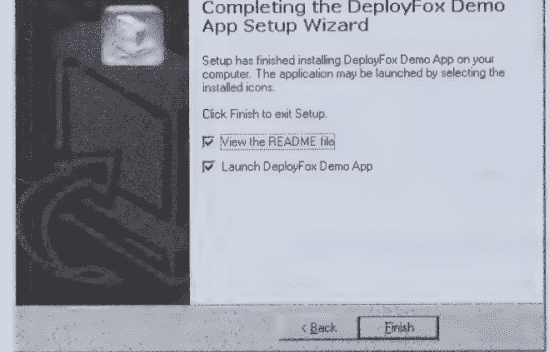 Completing the DeployFox Demo
App Setup Wizard
Setup has finished installing DeployFox Demo App on your
computer. The application may be launched by selecting the
installed icons.
Click Finish to exit Setup.
View the README file
Launch DeployFox Demo App
< Back
Finish